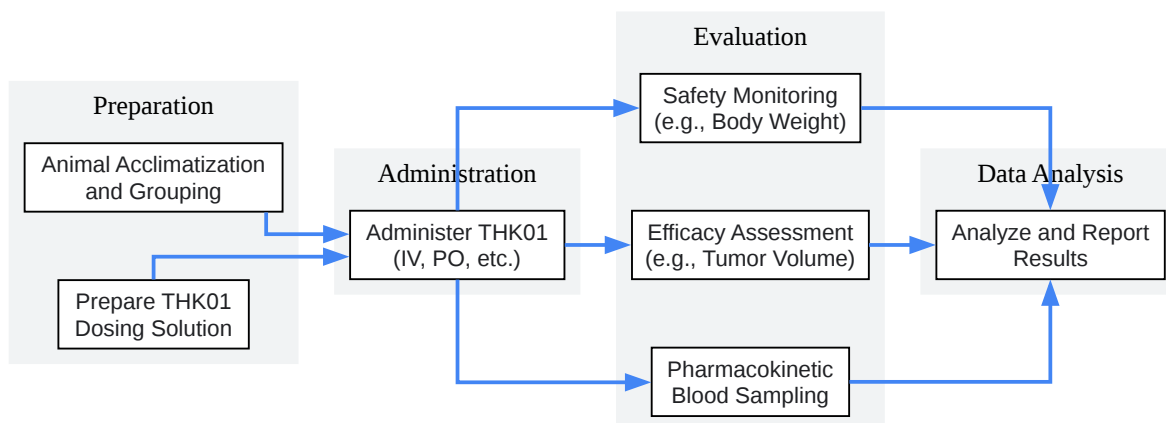 Preparation
Animal Acclimatization
and Grouping
Prepare THK01
Dosing Solution
Administration
Administer THK01
(IV, PO, etc.)
Evaluation
Safety Monitoring
(e.g., Body Weight)
Efficacy Assessment
(e.g., Tumor Volume)
Pharmacokinetic
Blood Sampling
Data Analysis
Analyze and Report
Results